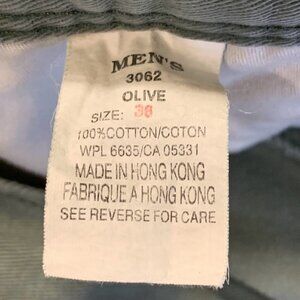 MEN'S
3062
OLIVE
SIZE: 36
100%COTTON/COTON
WPL 6635/CA 05331
MADE IN HONG KONG
FABRIQUE A HONG KONG
SEE REVERSE FOR CARE